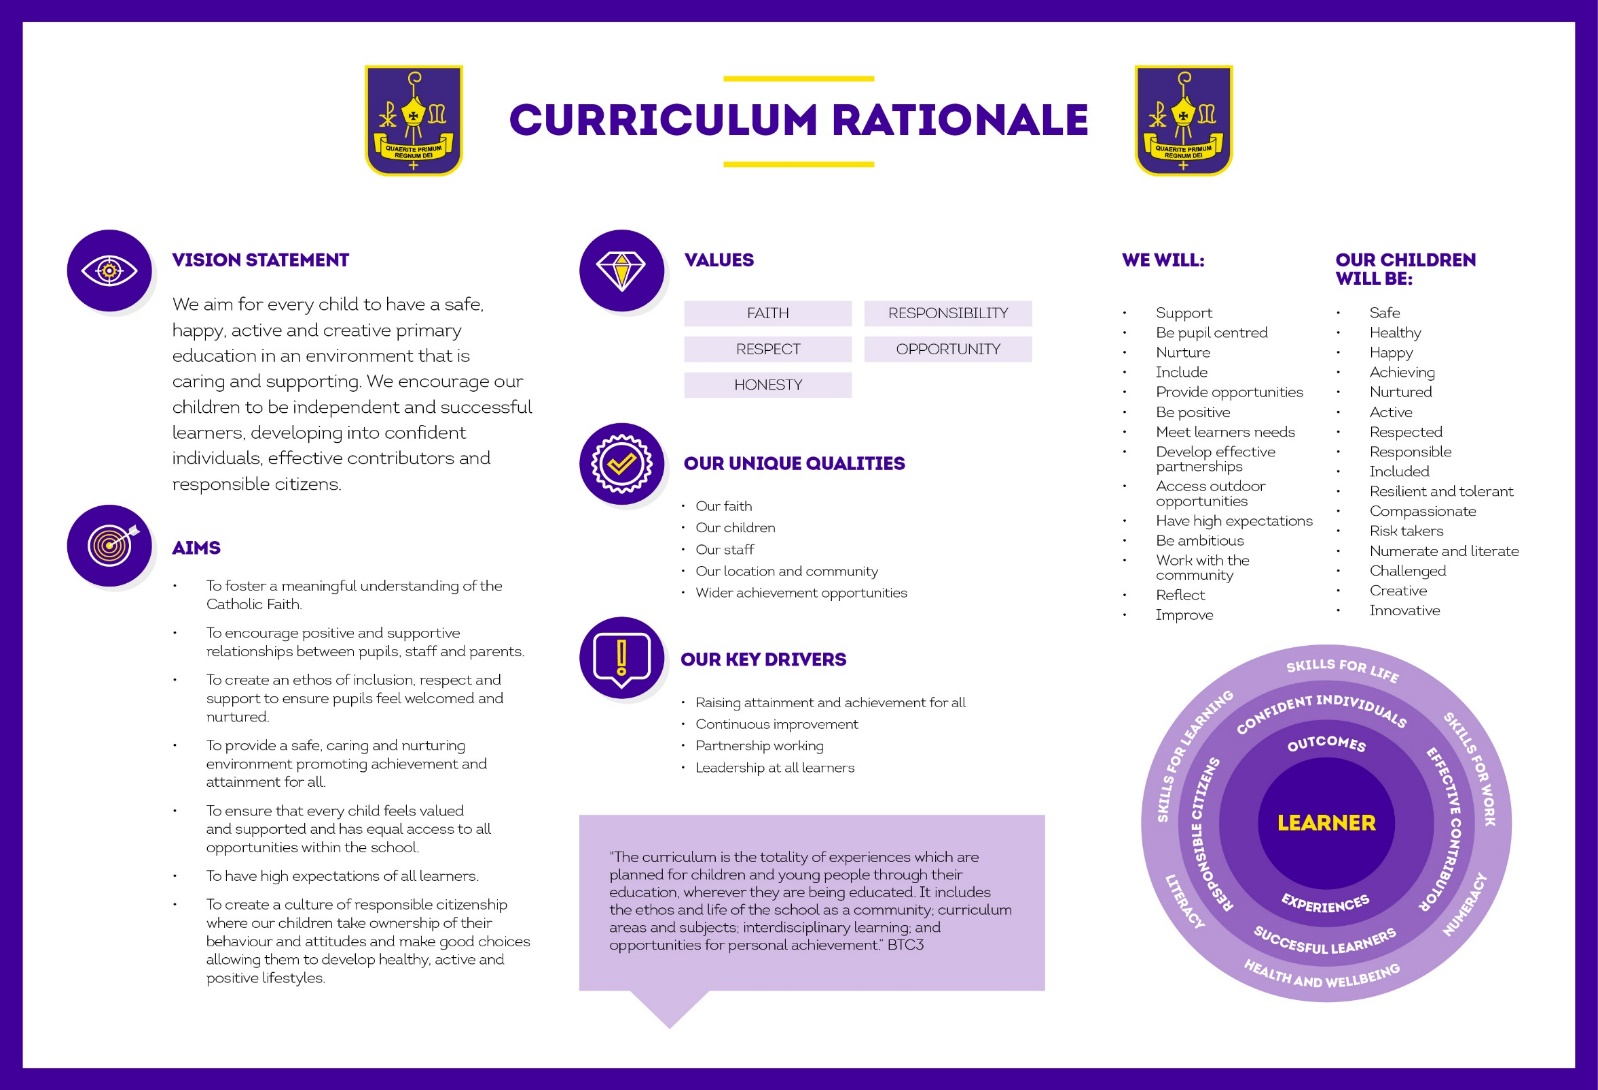 CURRICULUM RATIONALE
QUAERITE PRIMUM
REGNUM DEI
QUAERITE PRIMUM
REGNUM DEI
VISION STATEMENT
We aim for every child to have a safe,
happy, active and creative primary
education in an environment that is
caring and supporting. We encourage our
children to be independent and successful
learners, developing into confident
individuals, effective contributors and
responsible citizens.
AIMS
• To foster a meaningful understanding of the
Catholic Faith.
• To encourage positive and supportive
relationships between pupils, staff and parents.
• To create an ethos of inclusion, respect and
support to ensure pupils feel welcomed and
nurtured.
• To provide a safe, caring and nurturing
environment promoting achievement and
attainment for all.
• To ensure that every child feels valued
and supported and has equal access to all
opportunities within the school.
• To have high expectations of all learners.
• To create a culture of responsible citizenship
where our children take ownership of their
behaviour and attitudes and make good choices
allowing them to develop healthy, active and
positive lifestyles.
VALUES
FAITH
RESPONSIBILITY
RESPECT
OPPORTUNITY
HONESTY
OUR UNIQUE QUALITIES
• Our faith
• Our children
• Our staff
• Our location and community
• Wider achievement opportunities
OUR KEY DRIVERS
• Raising attainment and achievement for all
• Continuous improvement
• Partnership working
• Leadership at all learners
"The curriculum is the totality of experiences which are
planned for children and young people through their
education, wherever they are being educated. It includes
the ethos and life of the school as a community; curriculum
areas and subjects; interdisciplinary learning; and
opportunities for personal achievement." BTC3
WE WILL:
• Support
• Be pupil centred
• Nurture
• Include
• Provide opportunities
• Be positive
• Meet learners needs
• Develop effective
partnerships
• Access outdoor
opportunities
• Have high expectations
• Be ambitious
• Work with the
community
• Reflect
• Improve
OUR CHILDREN
WILL BE:
• Safe
• Healthy
• Happy
• Achieving
• Nurtured
• Active
• Respected
• Responsible
• Included
• Resilient and tolerant
• Compassionate
• Risk takers
• Numerate and literate
• Challenged
• Creative
• Innovative
SKILLS FOR LIFE
SKILLS FOR LEARNING
SKILLS FOR WORK
CONFIDENT INDIVIDUALS
OUTCOMES
RESPONSIBLE CITIZENS
EFFECTIVE CONTRIBUTOR
LEARNER
EXPERIENCES
LITERACY
NUMERACY
SUCCESFUL LEARNERS
HEALTH AND WELLBEING